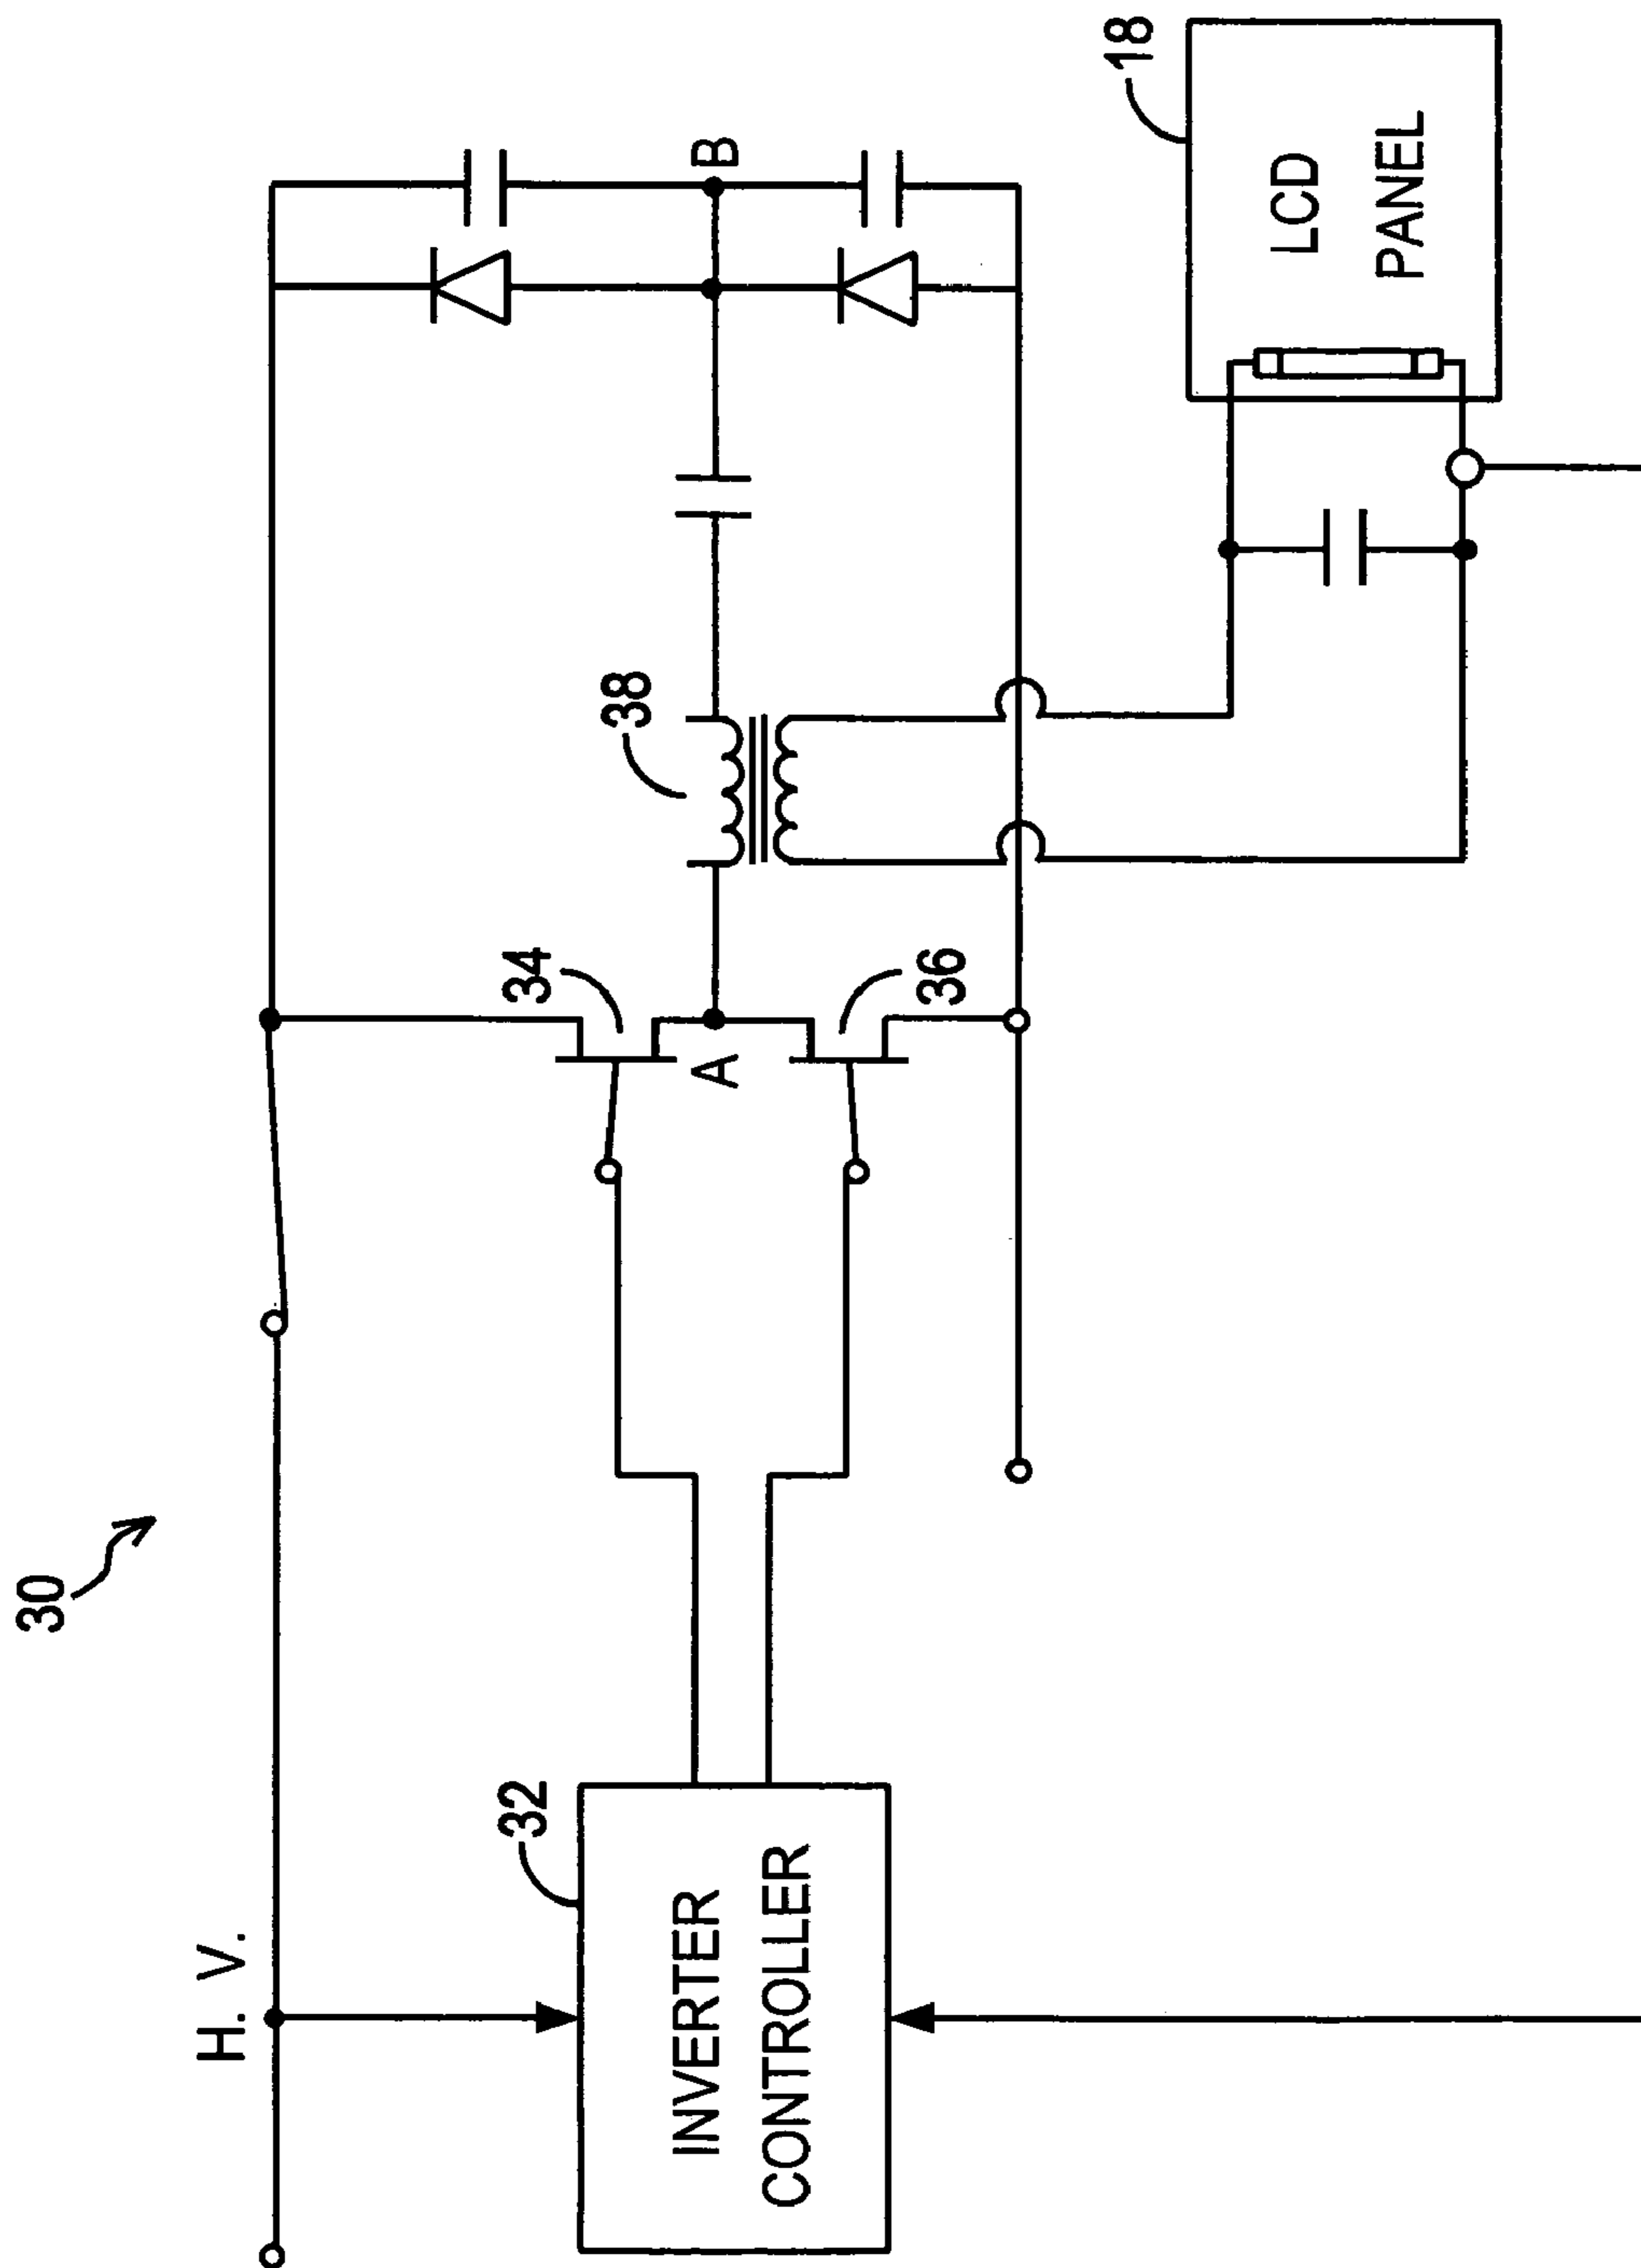 30
H. V.
32
INVERTER
CONTROLLER
34
A
36
38
B
18
LCD
PANEL